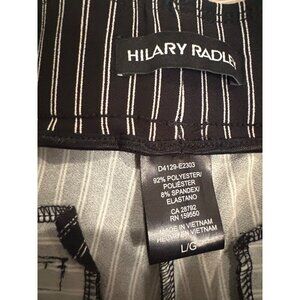 HILARY RADLEY
D4129-E2303
92% POLYESTER/
POLIÉSTER
8% SPANDEX/
ELASTANO
CA 28792
RN 159550
MADE IN VIETNAM
HECHO EN VIETNAM
L/G